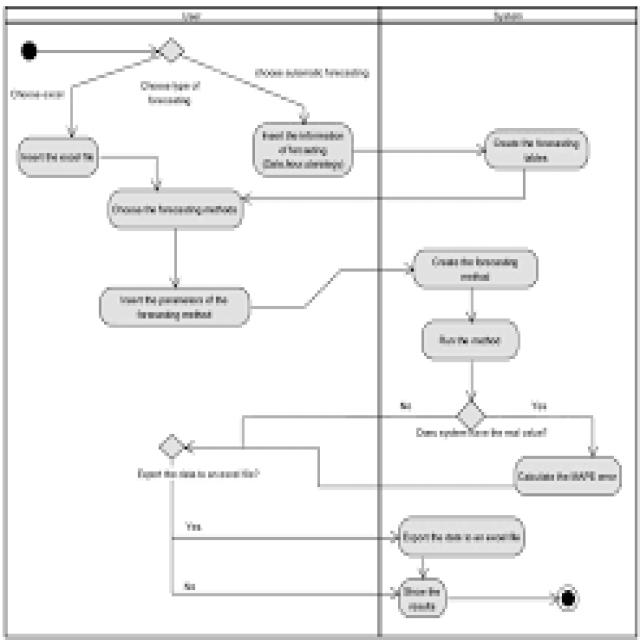 User
System
choose automatic forecasting
Choose excel
Choose type of
forecasting
Insert the excel file
Insert the information
of forcasting
(Date, hour,
Create the forecasting
tables
Choose the forecasting methods
Create the forecasting
method
Insert the parameters of the
forecasting method
Run the method
No
Yes
Does system have the real value?
Export the data to an excel file?
Calculate the MAPE error
Yes
Export the data to an excel file
No
Show the
results